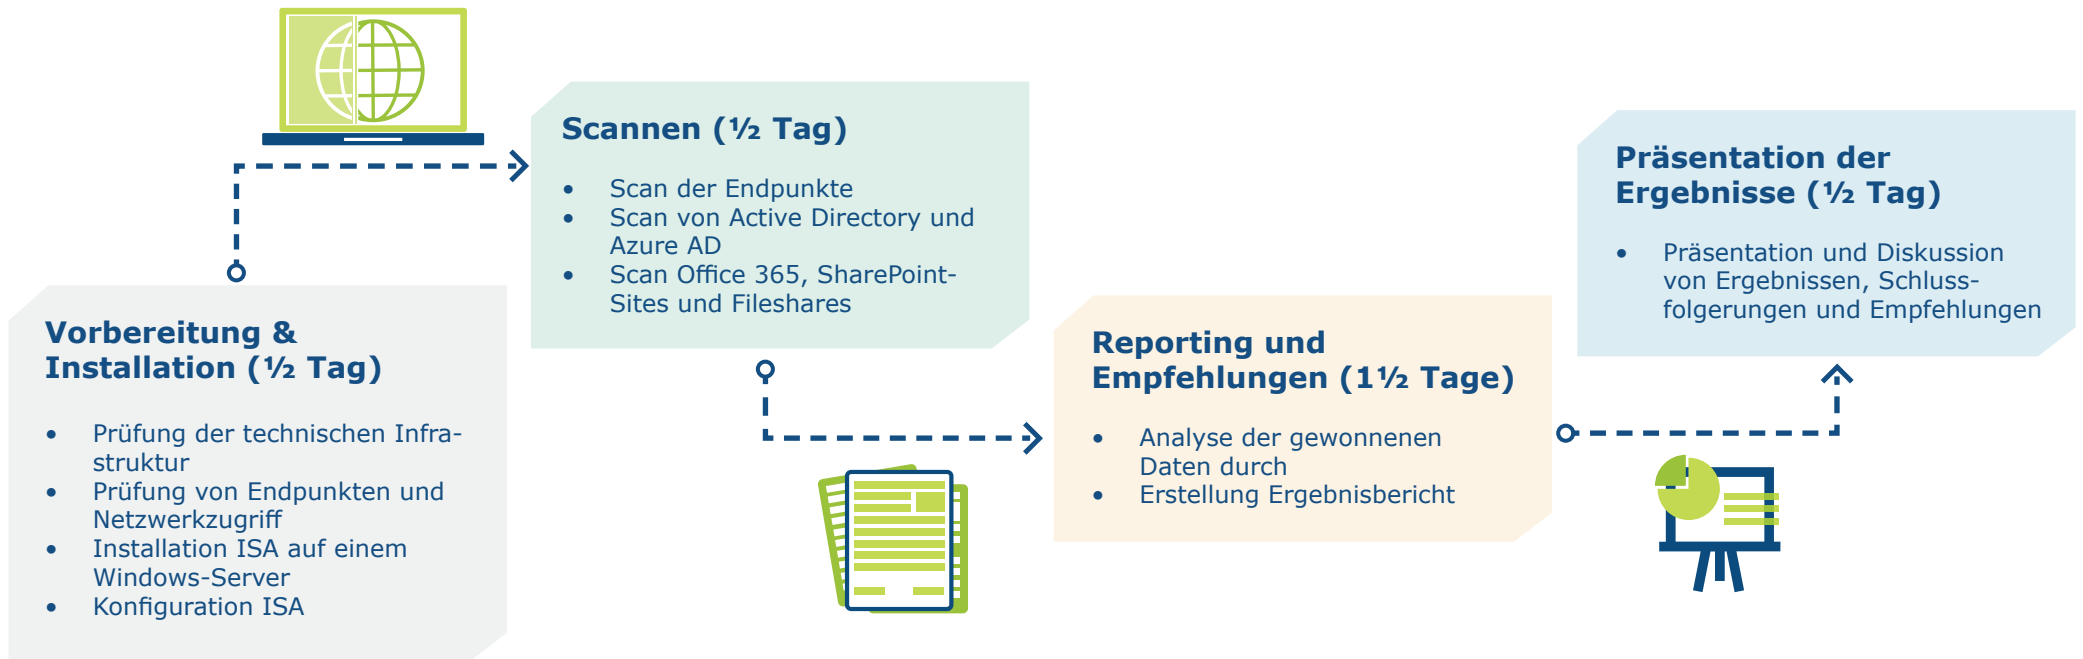 Vorbereitung &
Installation (½ Tag)
• Prüfung der technischen Infra-
struktur
• Prüfung von Endpunkten und
Netzwerkzugriff
• Installation ISA auf einem
Windows-Server
• Konfiguration ISA
Scannen (½ Tag)
• Scan der Endpunkte
• Scan von Active Directory und
Azure AD
• Scan Office 365, SharePoint-
Sites und Fileshares
Reporting und
Empfehlungen (1½ Tage)
• Analyse der gewonnenen
Daten durch
• Erstellung Ergebnisbericht
Präsentation der
Ergebnisse (½ Tag)
• Präsentation und Diskussion
von Ergebnissen, Schluss-
folgerungen und Empfehlungen